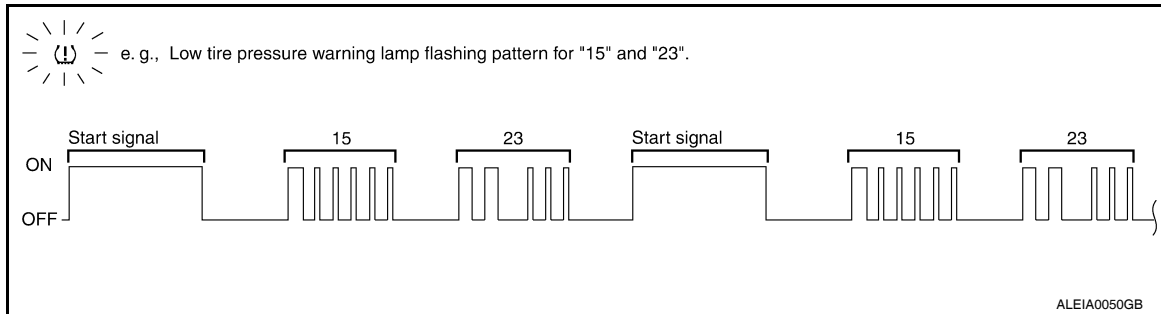 e. g., Low tire pressure warning lamp flashing pattern for "15" and "23".
Start signal 15 23 Start signal 15 23
ON
OFF
ALEIA0050GB